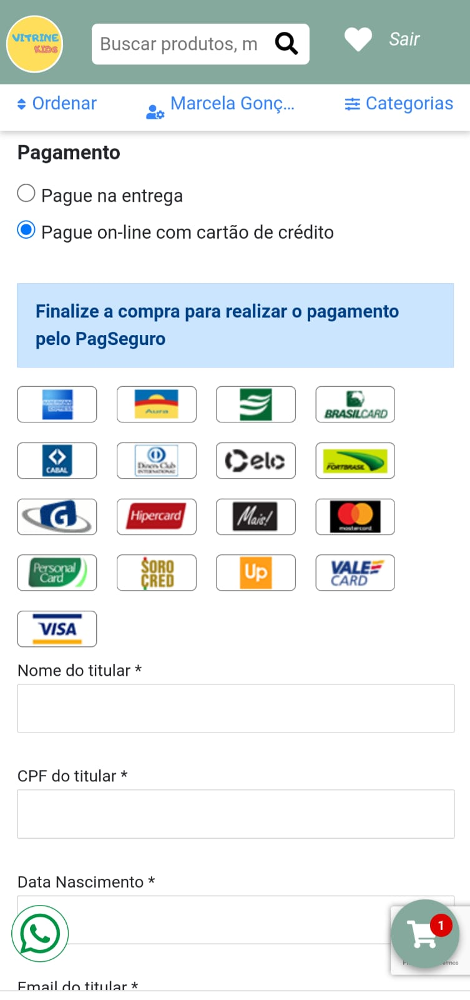 VITRINE
KIDS
Buscar produtos, m
Sair
Ordenar
Marcela Gonç...
Categorias
Pagamento
Pague na entrega
Pague on-line com cartão de crédito
Finalize a compra para realizar o pagamento
pelo PagSeguro
AMERICAN
EXPRESS
Aura
BRASILCARD
CABAL
Diners Club
INTERNATIONAL
elo
FORTBRASIL
G
Hipercard
Mais!
mastercard
Personal
Card
SORO
CRED
Up
VALE
CARD
VISA
Nome do titular *
CPF do titular *
Data Nascimento *
1
Email do titular *